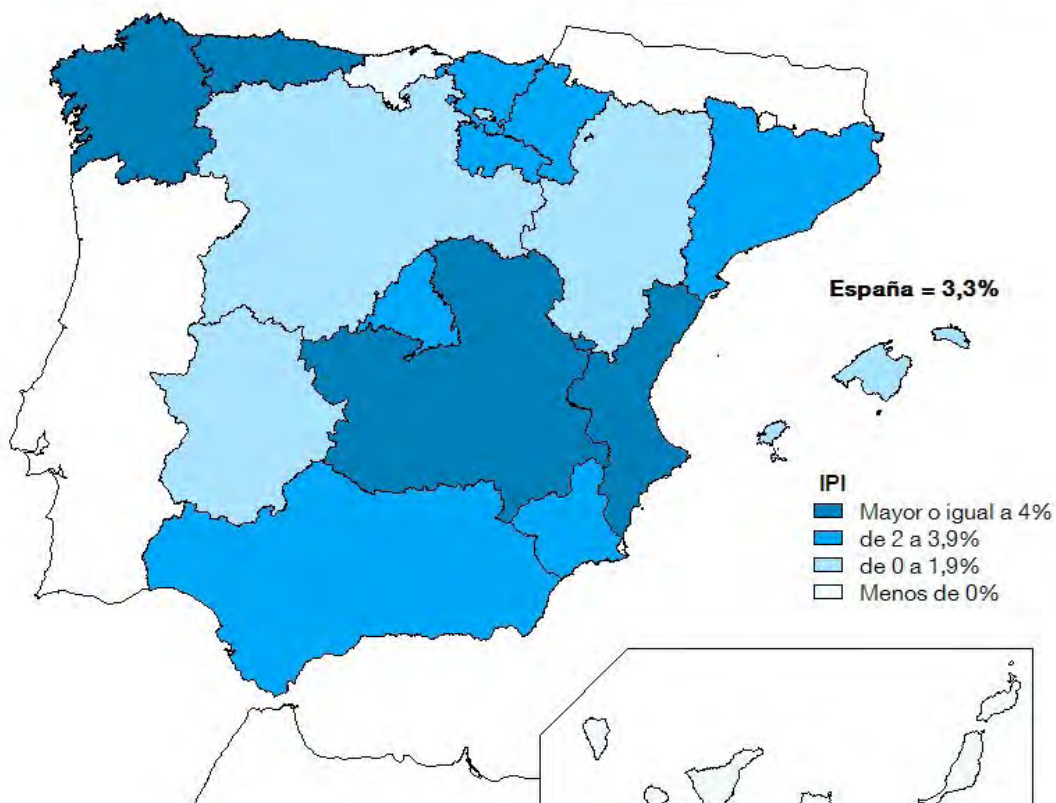 España = 3,3%
IPI
Mayor o igual a 4%
de 2 a 3,9%
de 0 a 1,9%
Menos de 0%